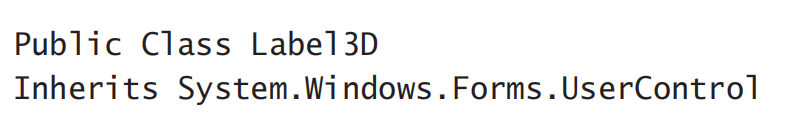 Public Class Label3D
Inherits System.Windows.Forms.UserControl